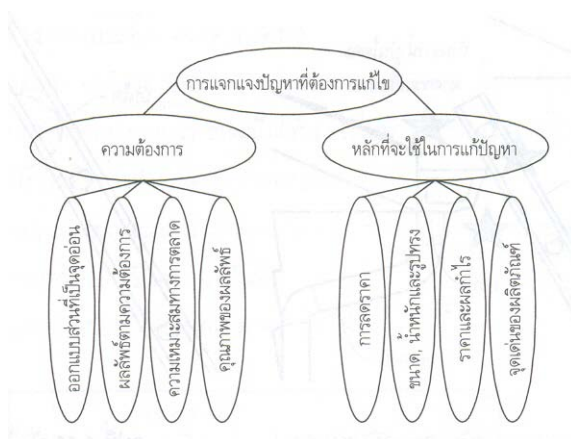 การแจกแจงปัญหาที่ต้องการแก้ไข
ความต้องการ
หลักที่จะใช้ในการแก้ปัญหา
ออกแบบส่วนที่เป็นจุดอ่อน
ผลลัพธ์ตามความต้องการ
ความเหมาะสมทางการตลาด
คุณภาพของผลลัพธ์
การลดราคา
ขนาด, น้ำหนักและรูปทรง
ราคาและผลกำไร
จุดเด่นของผลิตภัณฑ์